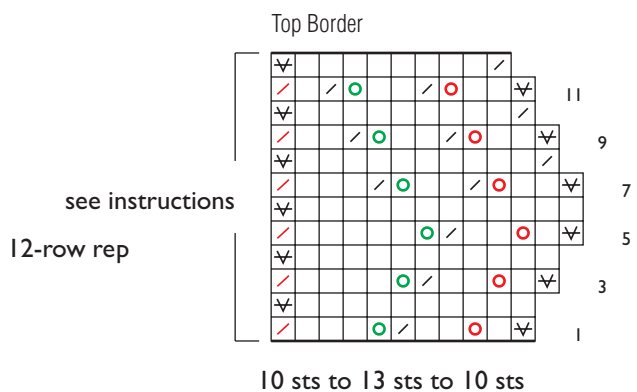 Top Border
11
9
7
see instructions
5
12-row rep
3
1
10 sts to 13 sts to 10 sts